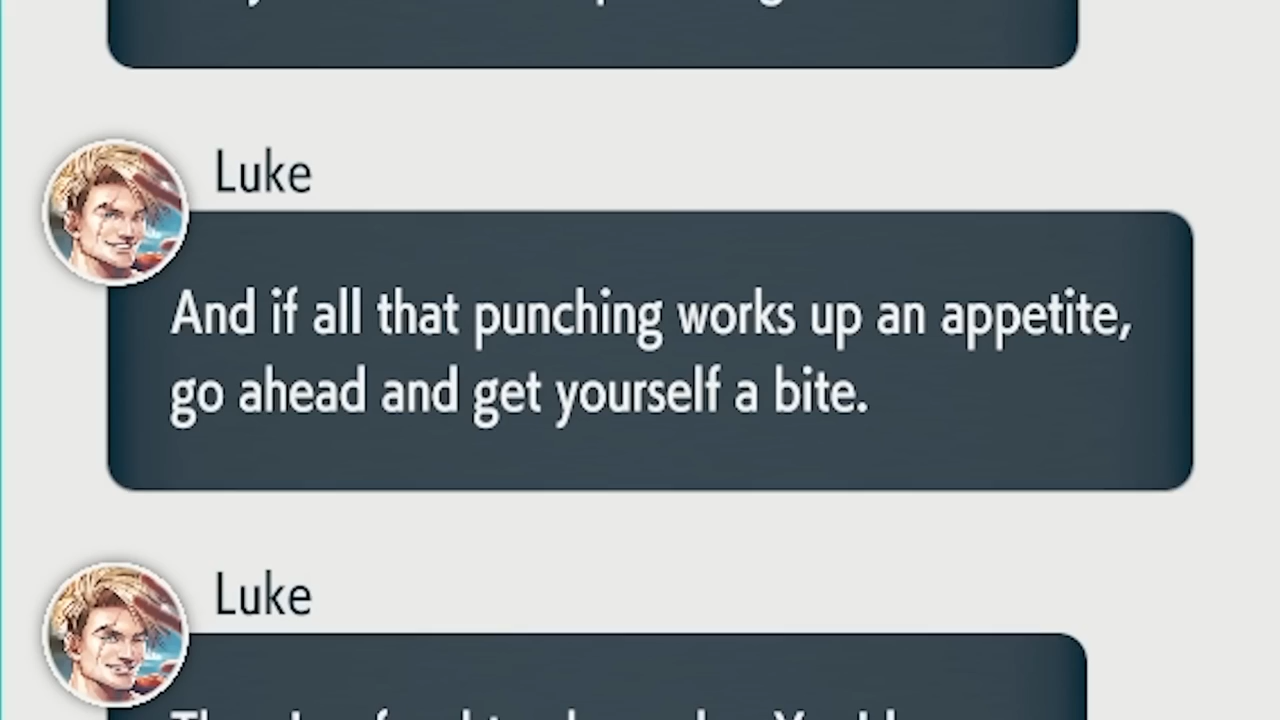 Luke
And if all that punching works up an appetite,
go ahead and get yourself a bite.
Luke